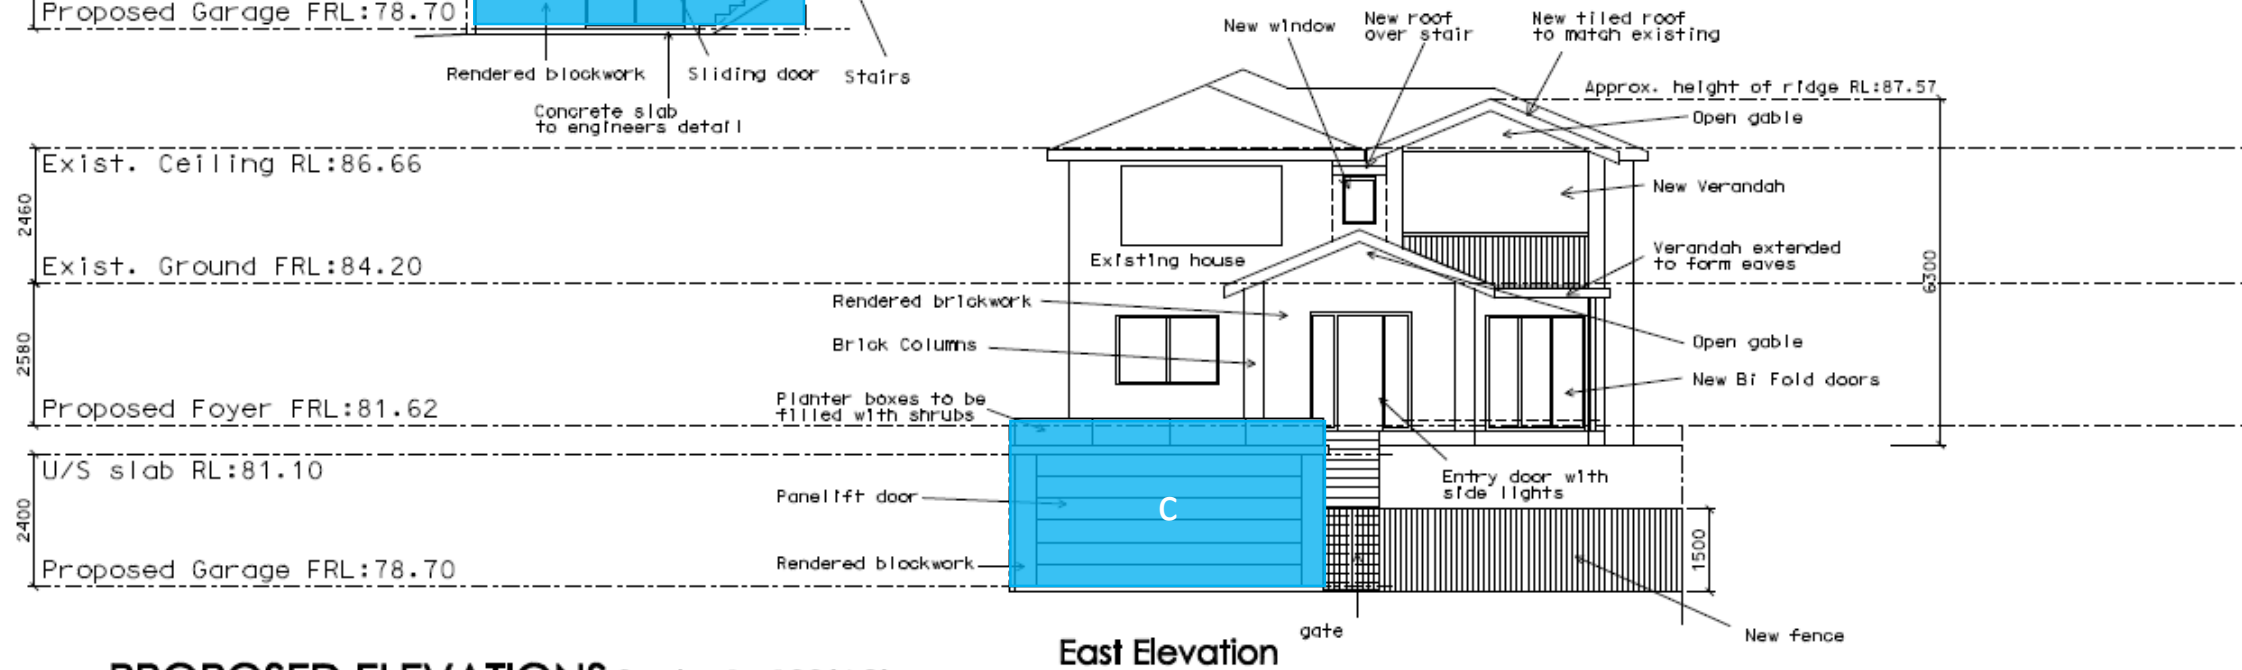 Proposed Garage FRL:78.70
Rendered blockwork
Sliding door
Stairs
Concrete slab
to engineers detail
New window
New roof
over stair
New tiled roof
to match existing
Approx. height of ridge RL:87.57
Open gable
Exist. Ceiling RL:86.66
New Verandah
2460
Verandah extended
to form eaves
Existing house
Exist. Ground FRL:84.20
6300
Rendered brickwork
Brick Columns
Open gable
2580
New Bi Fold doors
Planter boxes to be
filled with shrubs
Proposed Foyer FRL:81.62
U/S slab RL:81.10
Entry door with
side lights
Panelift door
C
2400
1500
Rendered blockwork
Proposed Garage FRL:78.70
gate
New fence
East Elevation
PROPOSED ELEVATIONS